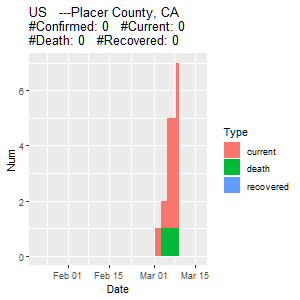 US   ---Placer County, CA
#Confirmed: 0   #Current: 0
#Death: 0   #Recovered: 0
Num
6
4
2
0
Feb 01
Feb 15
Mar 01
Mar 15
Date
Type
current
death
recovered